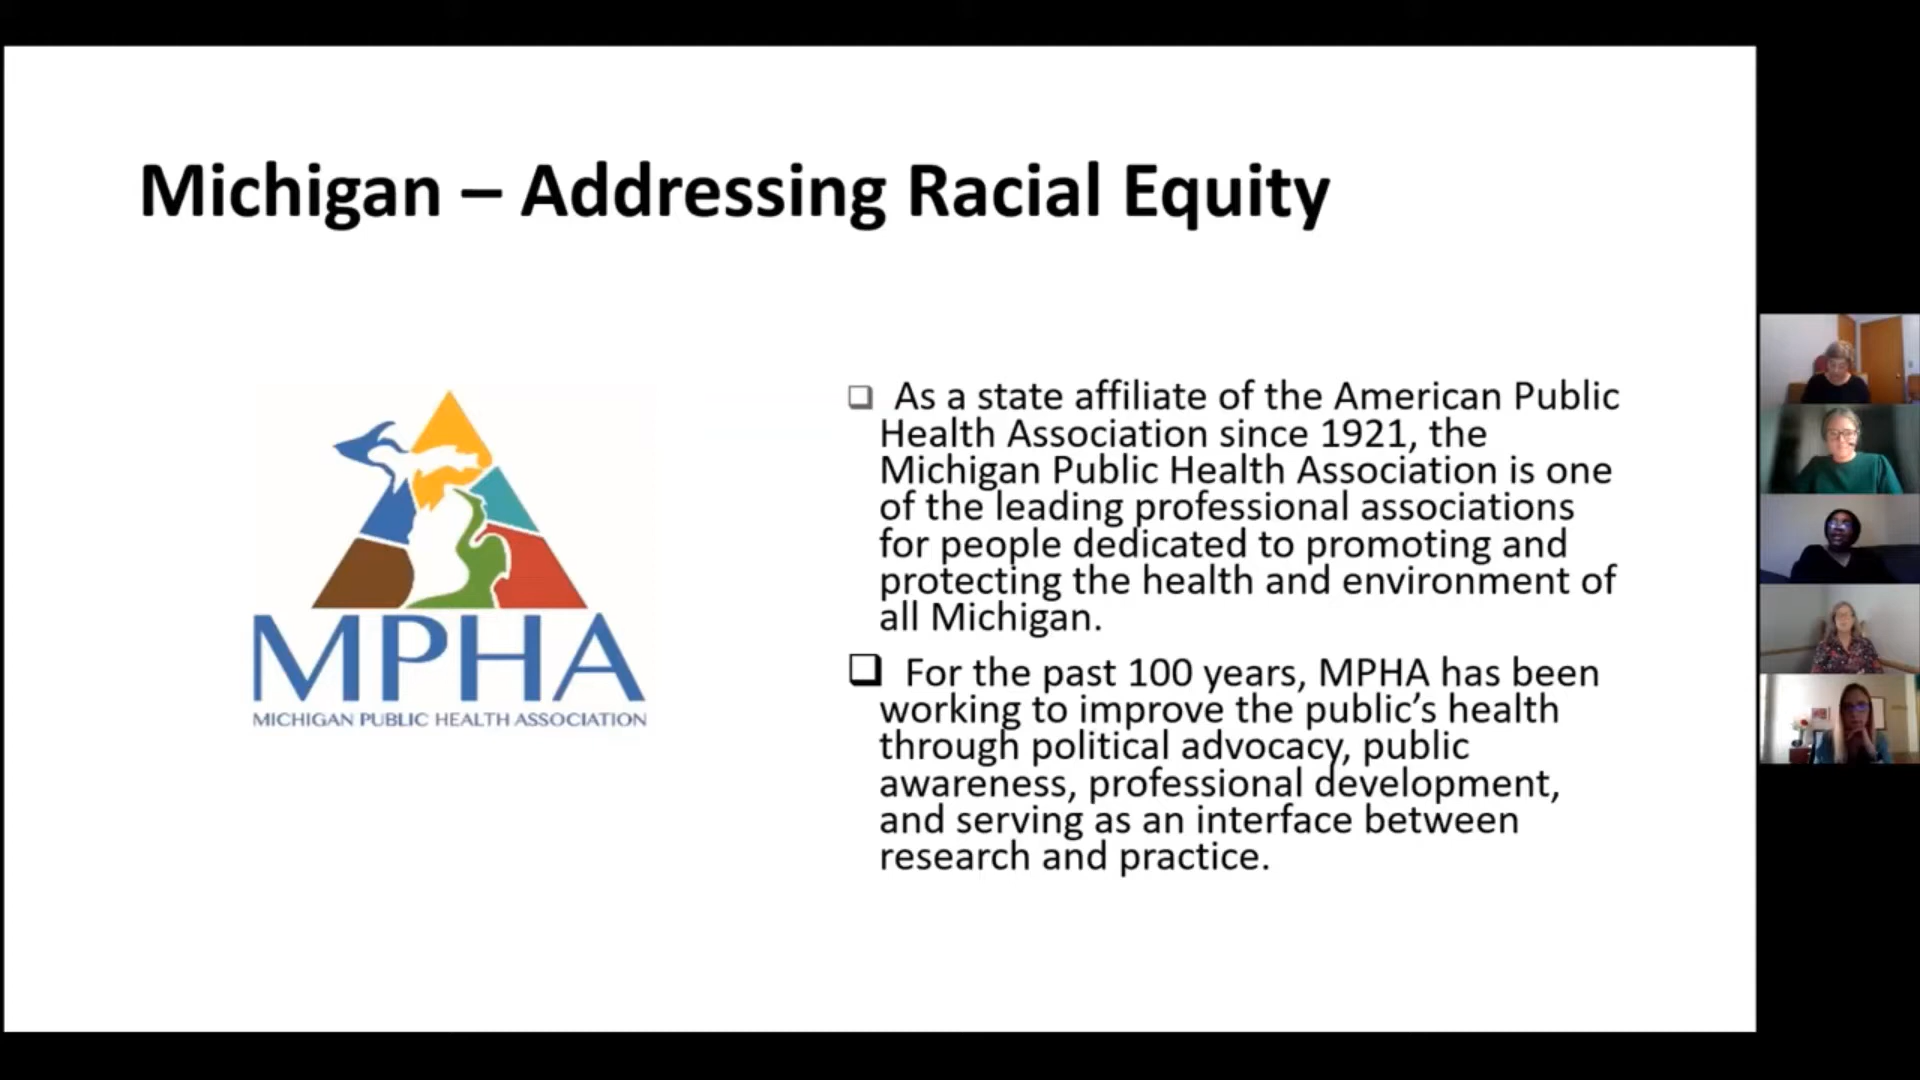 Michigan – Addressing Racial Equity
MPHA
MICHIGAN PUBLIC HEALTH ASSOCIATION
As a state affiliate of the American Public
Health Association since 1921, the
Michigan Public Health Association is one
of the leading professional associations
for people dedicated to promoting and
protecting the health and environment of
all Michigan.
For the past 100 years, MPHA has been
working to improve the public’s health
through political advocacy, public
awareness, professional development,
and serving as an interface between
research and practice.